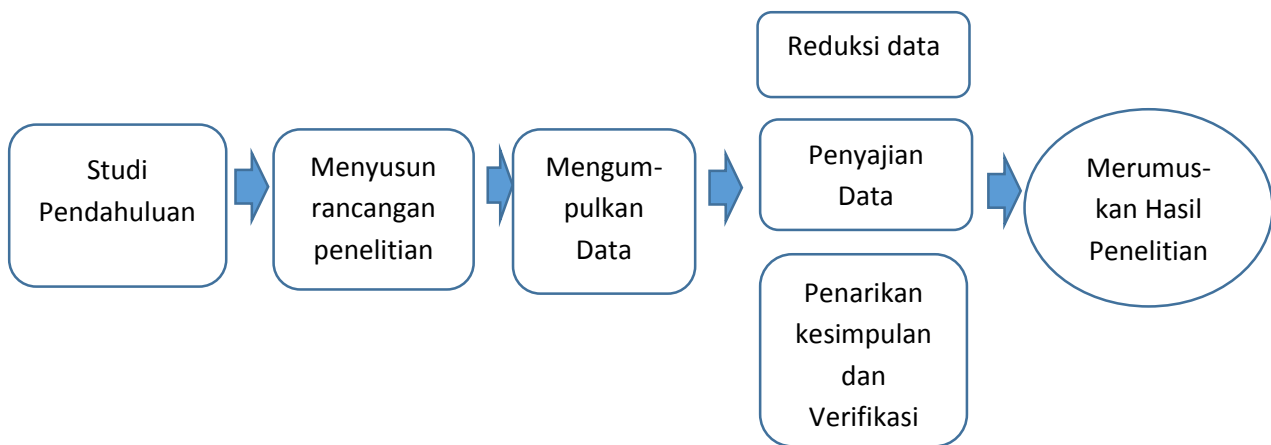 Studi
Pendahuluan
Menyusun
rancangan
penelitian
Mengum-
pulkan
Data
Reduksi data
Penyajian
Data
Penarikan
kesimpulan
dan
Verifikasi
Merumus-
kan Hasil
Penelitian